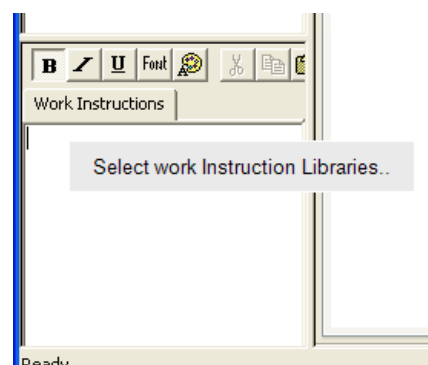 B I U Font A
Work Instructions
Select work Instruction Libraries..
Ready